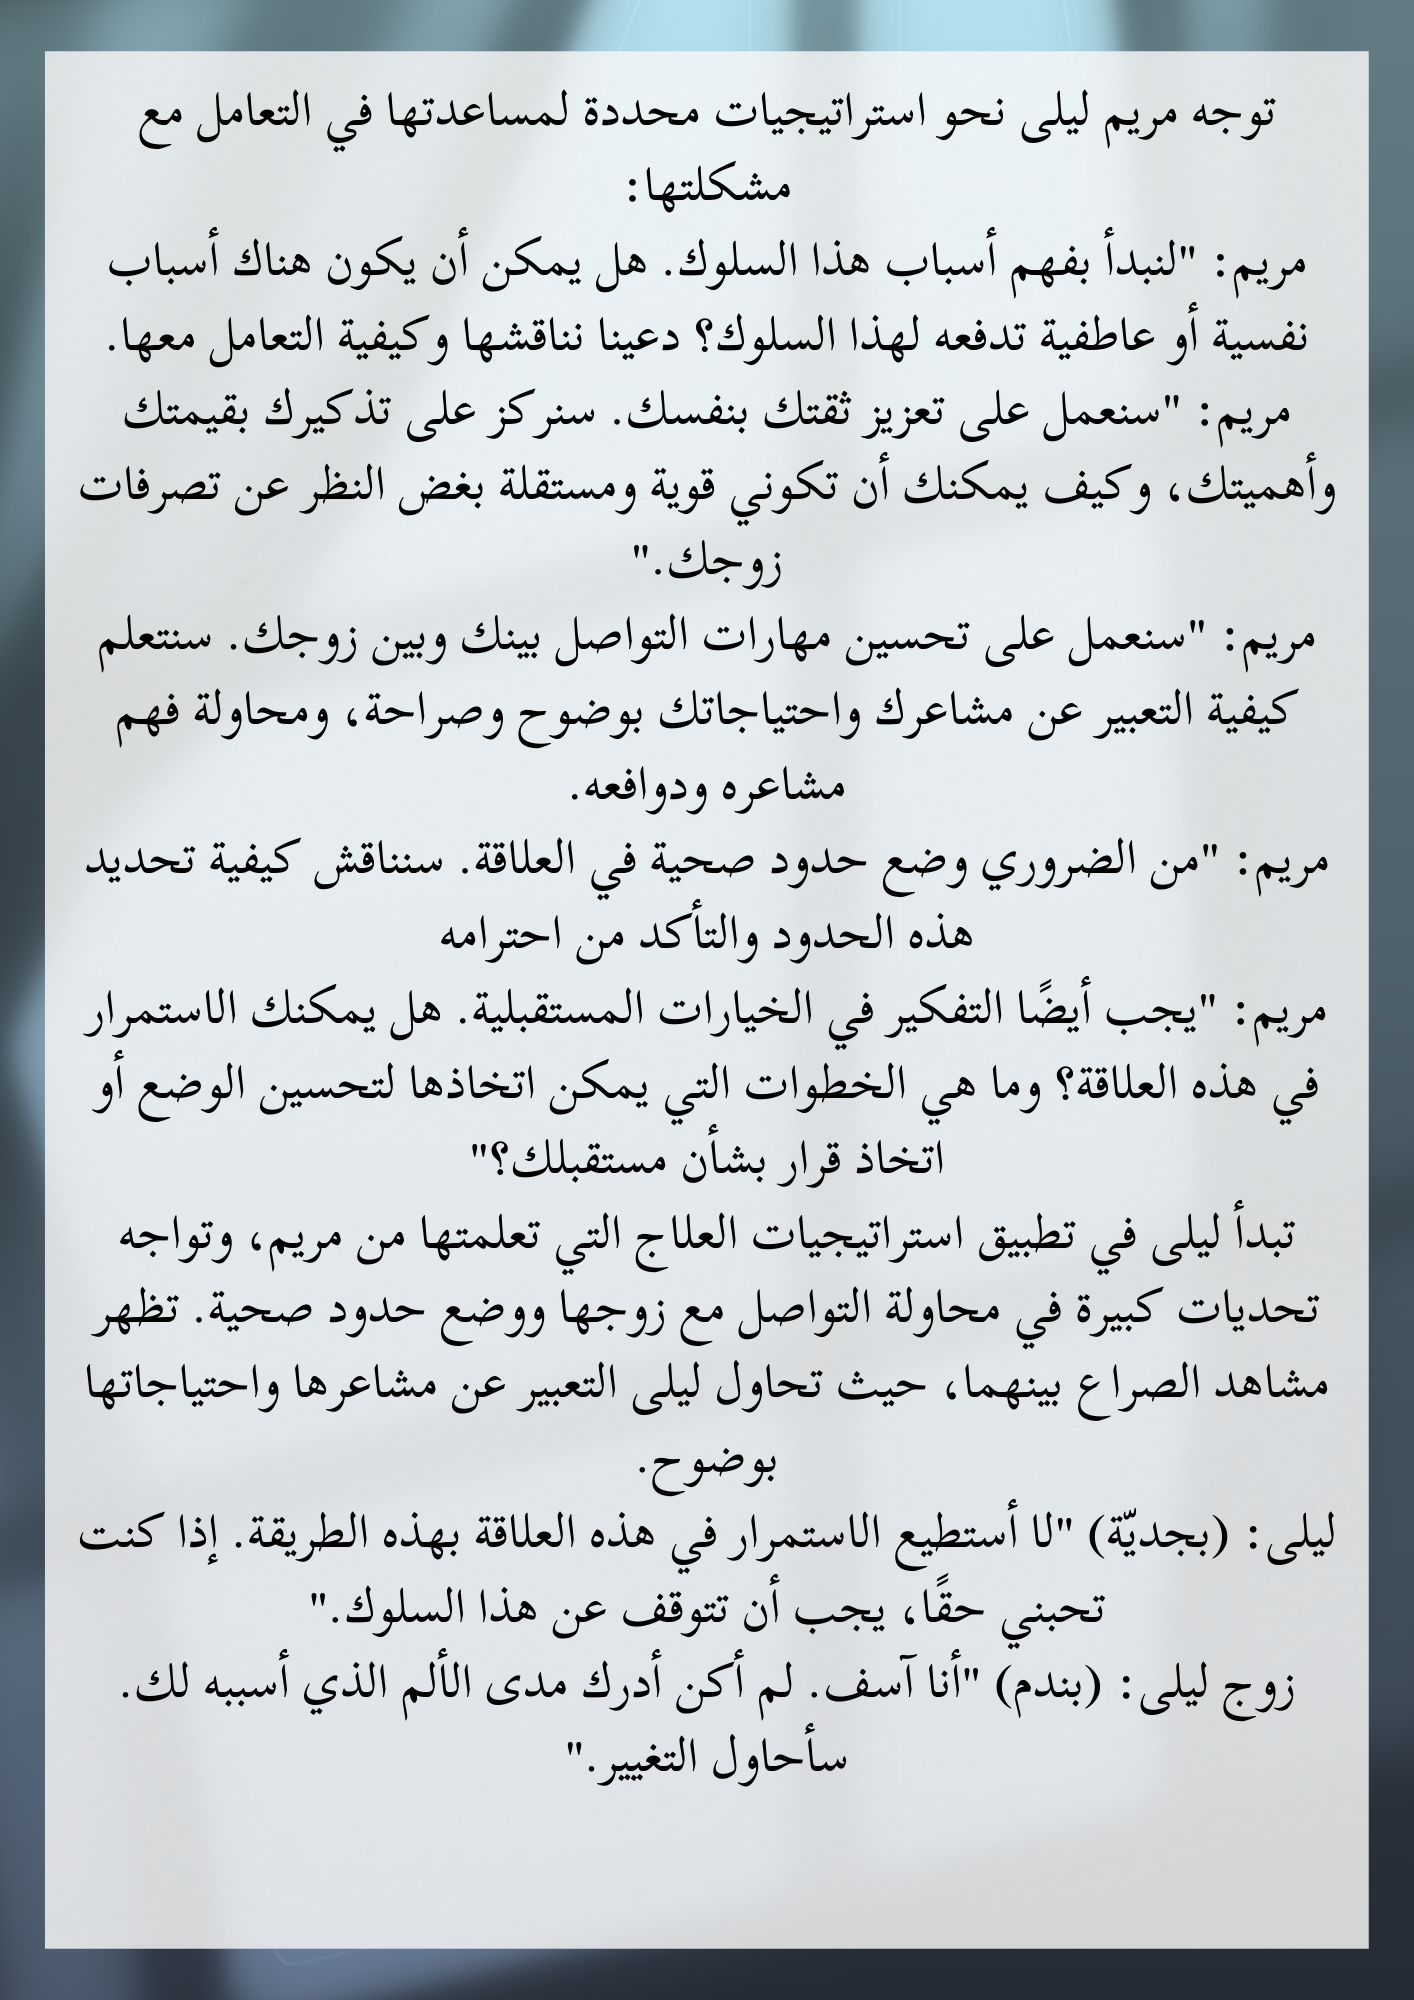 توجه مريم ليلى نحو استراتيجيات محددة لمساعدتها في التعامل مع
مشكلتها:
مريم: "لنبدأ بفهم أسباب هذا السلوك. هل يمكن أن يكون هناك أسباب
نفسية أو عاطفية تدفعه لهذا السلوك؟ دعينا نناقشها وكيفية التعامل معها.
مريم: "سنعمل على تعزيز ثقتك بنفسك. سنركز على تذكيرك بقيمتك
وأهميتك، وكيف يمكنك أن تكوني قوية ومستقلة بغض النظر عن تصرفات
زوجك."
مريم: "سنعمل على تحسين مهارات التواصل بينك وبين زوجك. سنتعلم
كيفية التعبير عن مشاعرك واحتياجاتك بوضوح وصراحة، ومحاولة فهم
مشاعره ودوافعه.
مريم: "من الضروري وضع حدود صحية في العلاقة. سنناقش كيفية تحديد
هذه الحدود والتأكد من احترامه
مريم: "يجب أيضًا التفكير في الخيارات المستقبلية. هل يمكنك الاستمرار
في هذه العلاقة؟ وما هي الخطوات التي يمكن اتخاذها لتحسين الوضع أو
اتخاذ قرار بشأن مستقبلك؟"
تبدأ ليلى في تطبيق استراتيجيات العلاج التي تعلمتها من مريم، وتواجه
تحديات كبيرة في محاولة التواصل مع زوجها ووضع حدود صحية. تظهر
مشاهد الصراع بينهما، حيث تحاول ليلى التعبير عن مشاعرها واحتياجاتها
بوضوح.
ليلى: (بجديّة) "لا أستطيع الاستمرار في هذه العلاقة بهذه الطريقة. إذا كنت
تحبني حقًا، يجب أن تتوقف عن هذا السلوك."
زوج ليلى: (بندم) "أنا آسف. لم أكن أدرك مدى الألم الذي أسببه لك.
سأحاول التغيير."